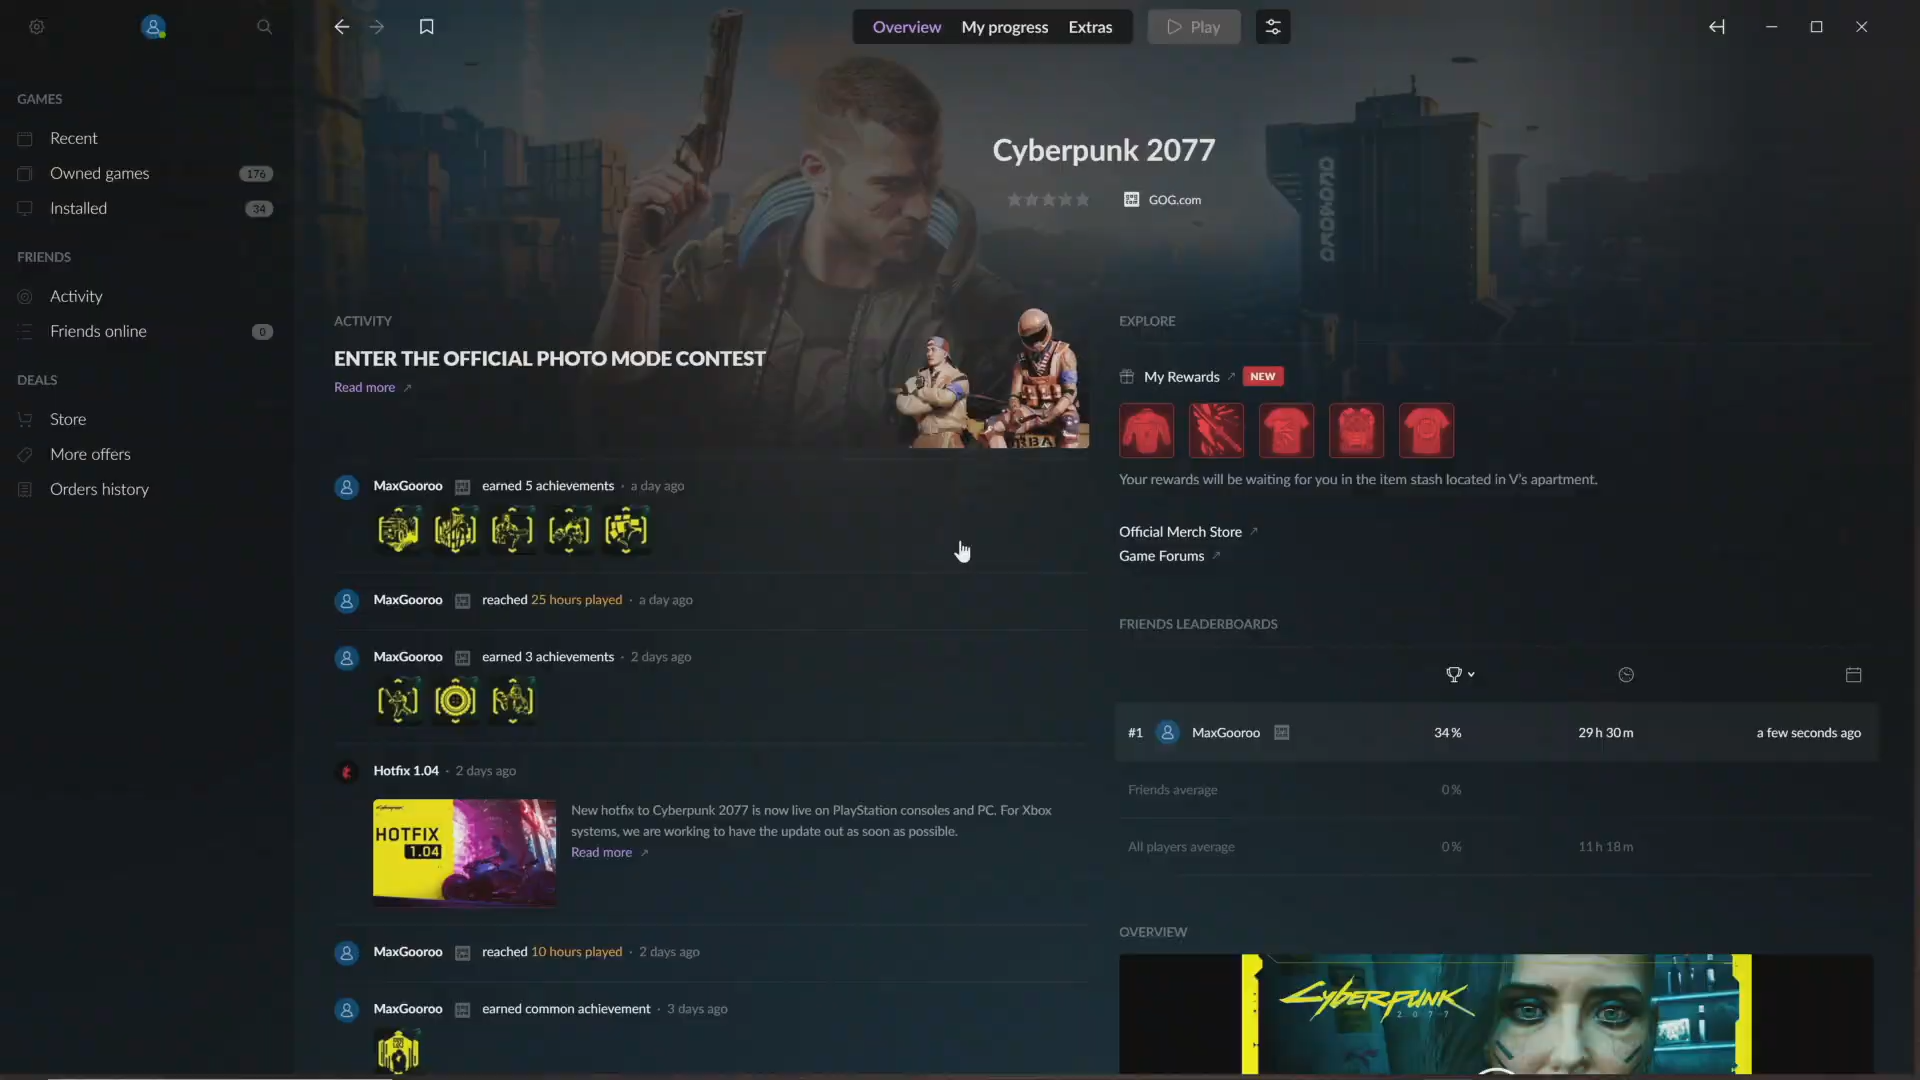 Overview
My progress
Extras
Play
GAMES
Recent
Owned games 176
Installed 34
FRIENDS
Activity
Friends online 0
DEALS
Store
More offers
Orders history
Cyberpunk 2077
GOG.com
ACTIVITY
ENTER THE OFFICIAL PHOTO MODE CONTEST
Read more
MaxGooroo earned 5 achievements · a day ago
MaxGooroo reached 25 hours played · a day ago
MaxGooroo earned 3 achievements · 2 days ago
Hotfix 1.04 · 2 days ago
HOTFIX
1.04
New hotfix to Cyberpunk 2077 is now live on PlayStation consoles and PC. For Xbox
systems, we are working to have the update out as soon as possible.
Read more
MaxGooroo reached 10 hours played · 2 days ago
MaxGooroo earned common achievement · 3 days ago
EXPLORE
My Rewards NEW
Your rewards will be waiting for you in the item stash located in V's apartment.
Official Merch Store
Game Forums
FRIENDS LEADERBOARDS
#1 MaxGooroo 34% 29 h 30 m a few seconds ago
Friends average 0%
All players average 0% 11 h 18 m
OVERVIEW
CYBERPUNK
2077